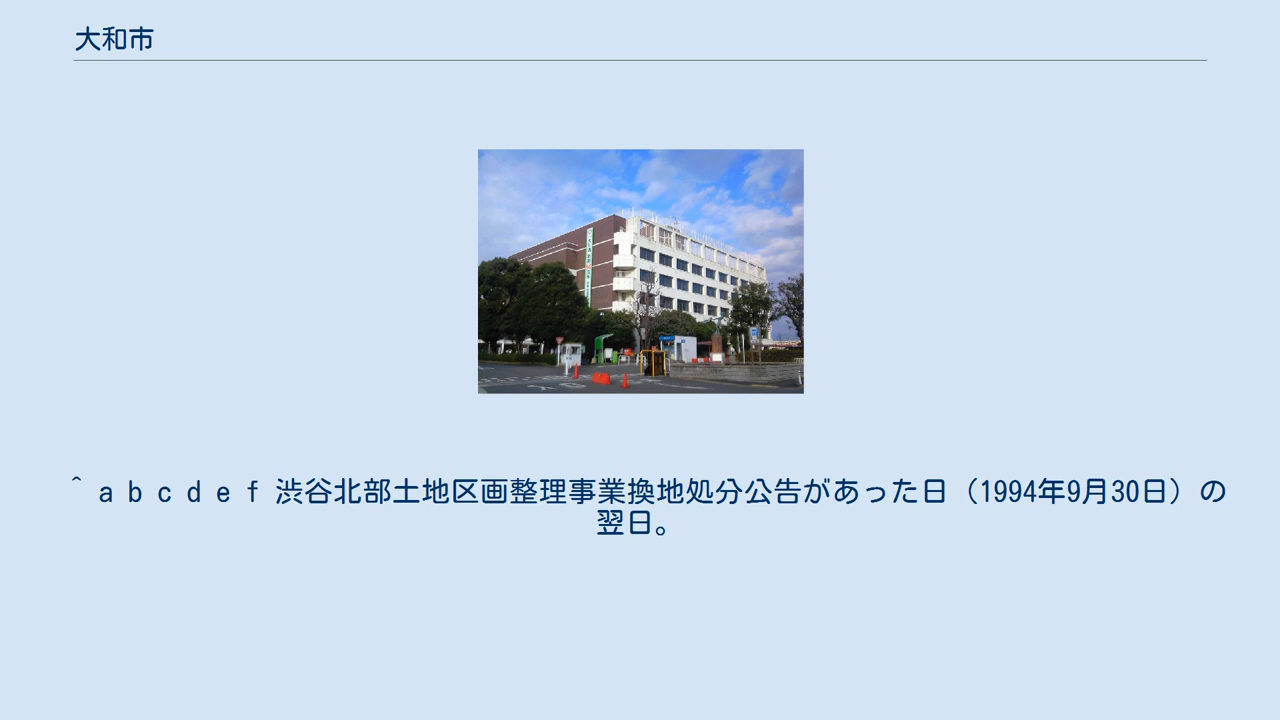 大和市
^ a b c d e f 渋谷北部土地区画整理事業換地処分公告があった日（1994年9月30日）の
翌日。